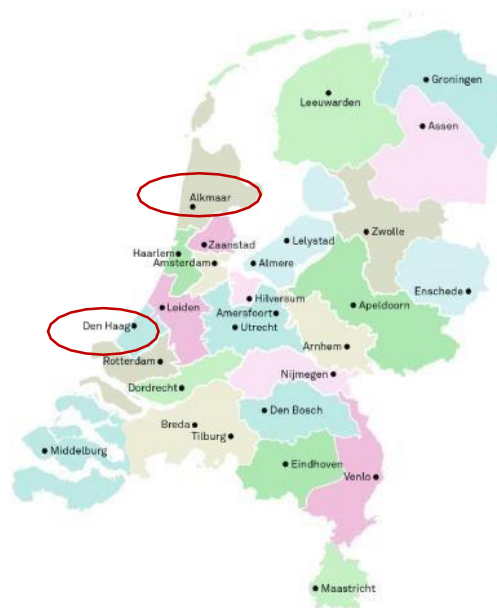 Groningen
Leeuwarden
Assen
Alkmaar
Zwolle
Zaanstad
Lelystad
Haarlem
Amsterdam
Almere
Enschede
Hilversum
Apeldoorn
Leiden
Amersfoort
Den Haag
Utrecht
Arnhem
Rotterdam
Nijmegen
Dordrecht
Den Bosch
Breda
Tilburg
Middelburg
Eindhoven
Venlo
Maastricht